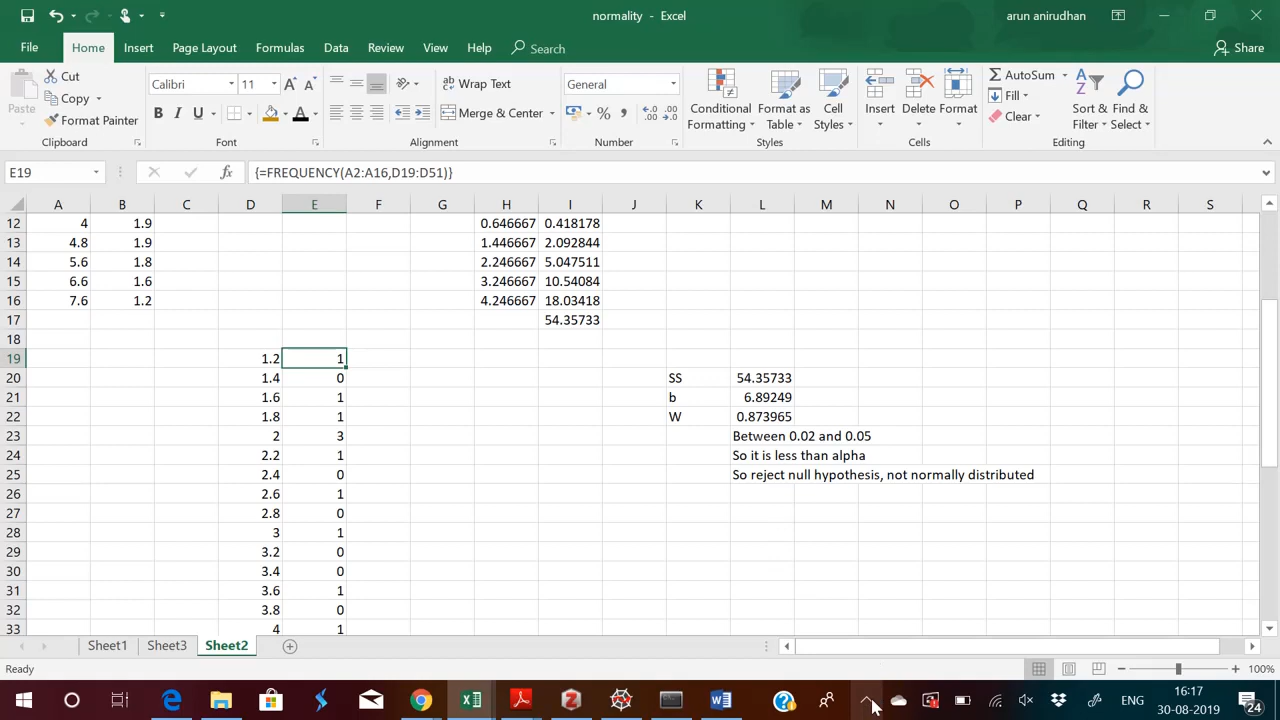 normality - Excel
arun anirudhan
File Home Insert Page Layout Formulas Data Review View Help Search Share
Paste
Cut
Copy
Format Painter
Clipboard
Calibri 11
B I U
Font
Wrap Text
Merge & Center
Alignment
General
% ,
Number
Conditional Formatting
Format as Table
Cell Styles
Styles
Insert
Delete
Format
Cells
AutoSum
Fill
Clear
Sort & Filter
Find & Select
Editing
E19 fx {=FREQUENCY(A2:A16,D19:D51)}
A B C D E F G H I J K L M N O P Q R S
12 4 1.9 0.646667 0.418178
13 4.8 1.9 1.446667 2.092844
14 5.6 1.8 2.246667 5.047511
15 6.6 1.6 3.246667 10.54084
16 7.6 1.2 4.246667 18.03418
17 54.35733
18
19 1.2 1
20 1.4 0 SS 54.35733
21 1.6 1 b 6.89249
22 1.8 1 W 0.873965
23 2 3 Between 0.02 and 0.05
24 2.2 1 So it is less than alpha
25 2.4 0 So reject null hypothesis, not normally distributed
26 2.6 1
27 2.8 0
28 3 1
29 3.2 0
30 3.4 0
31 3.6 1
32 3.8 0
33 4 1
Sheet1 Sheet3 Sheet2
Ready 100%
ENG
16:17
30-08-2019
24